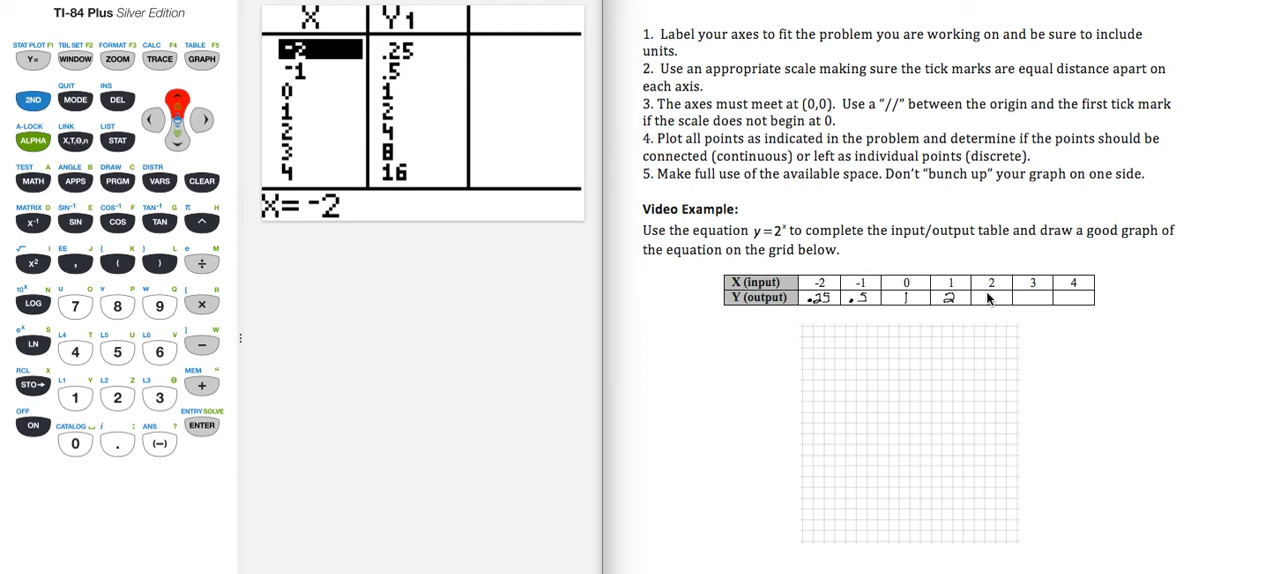 TI-84 Plus Silver Edition
STAT PLOT F1 TBL SET F2 FORMAT F3 CALC F4 TABLE F5
Y= WINDOW ZOOM TRACE GRAPH
QUIT INS
2ND MODE DEL
A-LOCK LINK LIST
ALPHA X,T,θ,n STAT
TEST A ANGLE B DRAW C DISTR
MATH APPS PRGM VARS CLEAR
MATRIX D SIN⁻¹ E COS⁻¹ F TAN⁻¹ G π H
X⁻¹ SIN COS TAN ^
√ I EE J { K } L e M
X² , ( ) ÷
10ˣ N u O v P w Q [ R
LOG 7 8 9 ×
eˣ S L4 T L5 U L6 V ] W
LN 4 5 6 −
RCL X L1 Y L2 Z L3 θ MEM "
STO→ 1 2 3 +
OFF CATALOG ⎵ i : ANS ? ENTRY SOLVE
ON 0 . (−) ENTER
X Y1
-2 .25
-1 .5
0 1
1 2
2 4
3 8
4 16
X= -2
1. Label your axes to fit the problem you are working on and be sure to include
units.
2. Use an appropriate scale making sure the tick marks are equal distance apart on
each axis.
3. The axes must meet at (0,0). Use a “//” between the origin and the first tick mark
if the scale does not begin at 0.
4. Plot all points as indicated in the problem and determine if the points should be
connected (continuous) or left as individual points (discrete).
5. Make full use of the available space. Don’t “bunch up” your graph on one side.
Video Example:
Use the equation y=2ˣ to complete the input/output table and draw a good graph of
the equation on the grid below.
X (input) -2 -1 0 1 2 3 4
Y (output) .25 .5 1 2